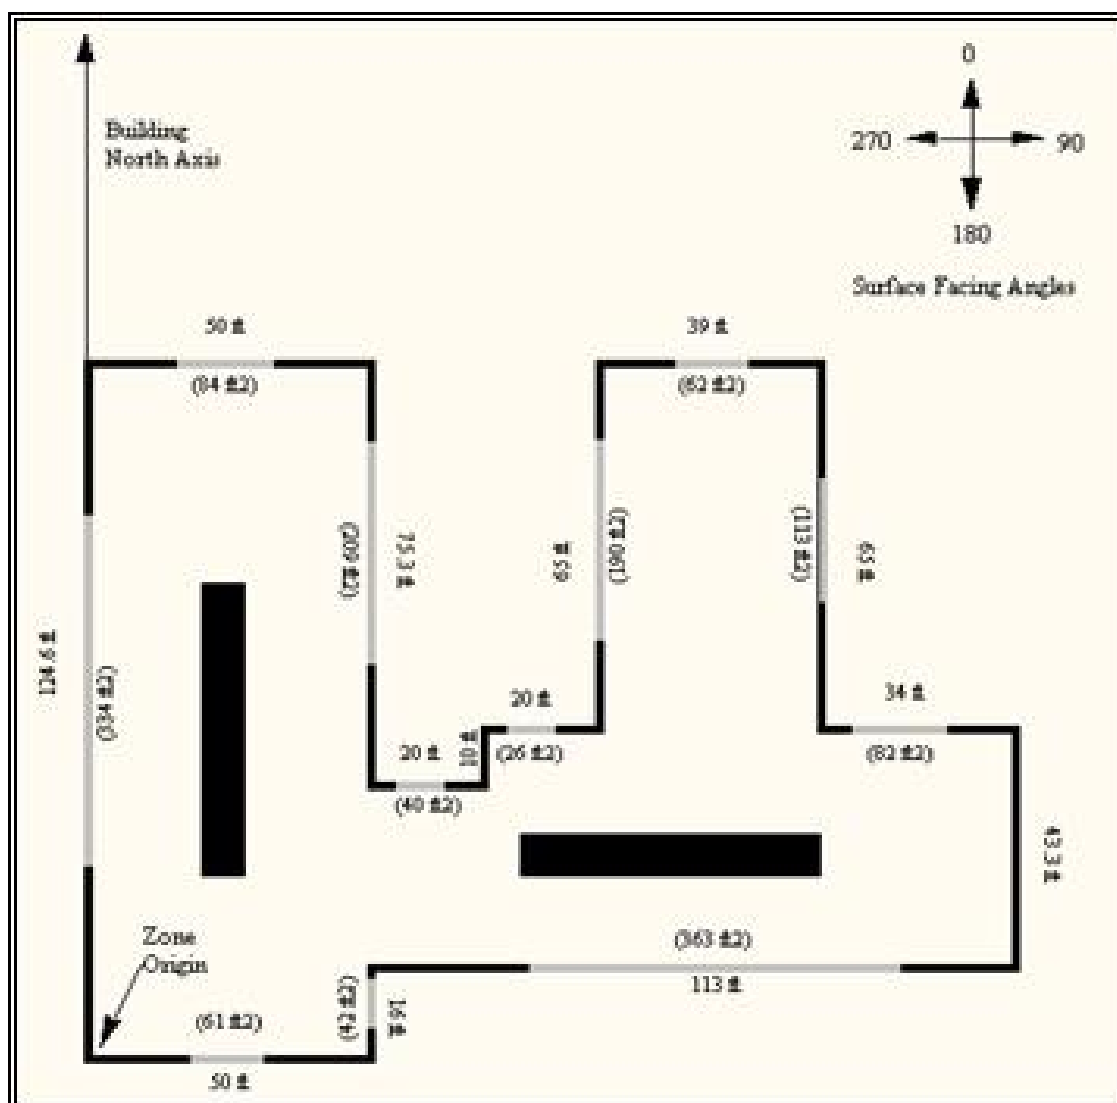 0
Building
North Axis
270
90
180
Surface Facing Angles
50 ft
39 ft
(84 ft2)
(62 ft2)
(209 ft2)
75.3 ft
65 ft
(190 ft2)
(113 ft2)
65 ft
124.6 ft
(334 ft2)
20 ft
34 ft
20 ft
10 ft
(26 ft2)
(82 ft2)
(40 ft2)
43.3 ft
Zone
Origin
(363 ft2)
113 ft
(42 ft2)
16 ft
(61 ft2)
50 ft